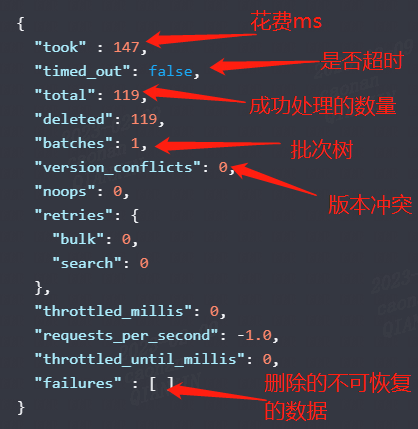 {
"took" : 147,
花费ms
"timed_out": false,
是否超时
"total": 119,
成功处理的数量
"deleted": 119,
"batches": 1,
批次树
"version_conflicts": 0,
版本冲突
"noops": 0,
"retries": {
"bulk": 0,
"search": 0
},
"throttled_millis": 0,
"requests_per_second": -1.0,
"throttled_until_millis": 0,
"failures" : [ ]
删除的不可恢复
的数据
}